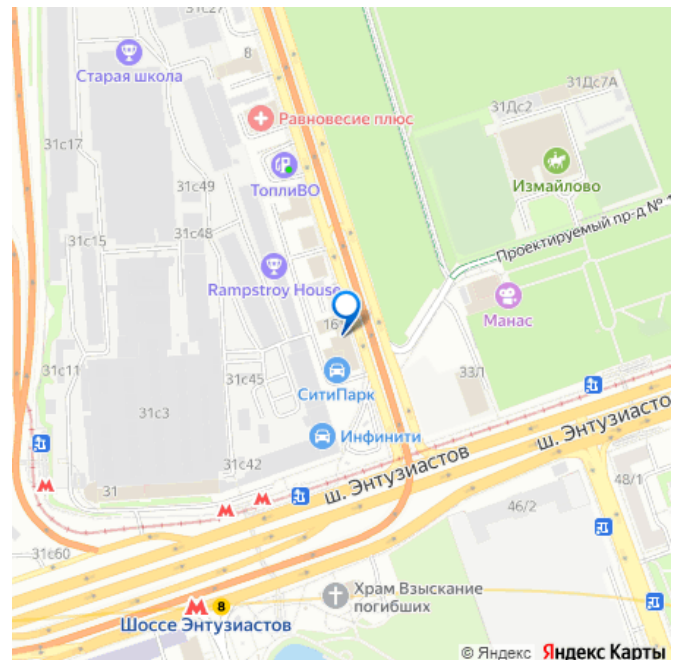 31с27
8
Старая школа
31Дс2
31Дс7А
Равновесие плюс
31с17
ТоплиВО
Измайлово
31с49
31с48
31с15
Проектируемый пр-д №
Rampstroy House
Манас
16
31с11
33Л
СитиПарк
31с45
31с3
Инфинити
ш. Энтузиасто
31с42
ш. Энтузиастов
31
48/1
46/2
31с60
Храм Взыскание
погибших
8
Шоссе Энтузиастов
© Яндекс Яндекс Карты